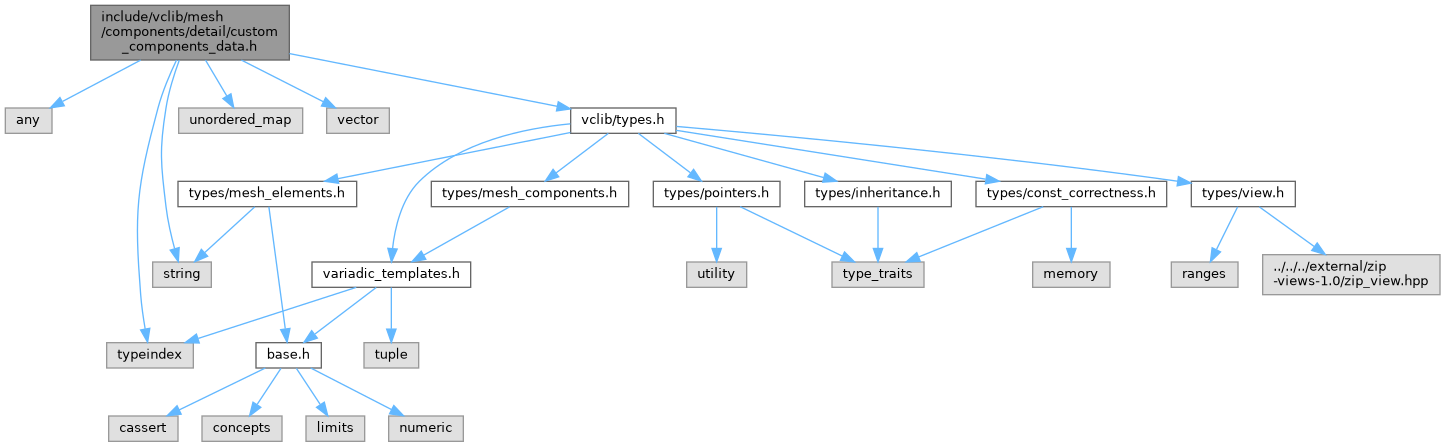 include/vclib/mesh
/components/detail/custom
_components_data.h
any
unordered_map
vector
vclib/types.h
types/mesh_elements.h
types/mesh_components.h
types/pointers.h
types/inheritance.h
types/const_correctness.h
types/view.h
string
variadic_templates.h
utility
type_traits
memory
ranges
../../../external/zip
-views-1.0/zip_view.hpp
typeindex
base.h
tuple
cassert
concepts
limits
numeric